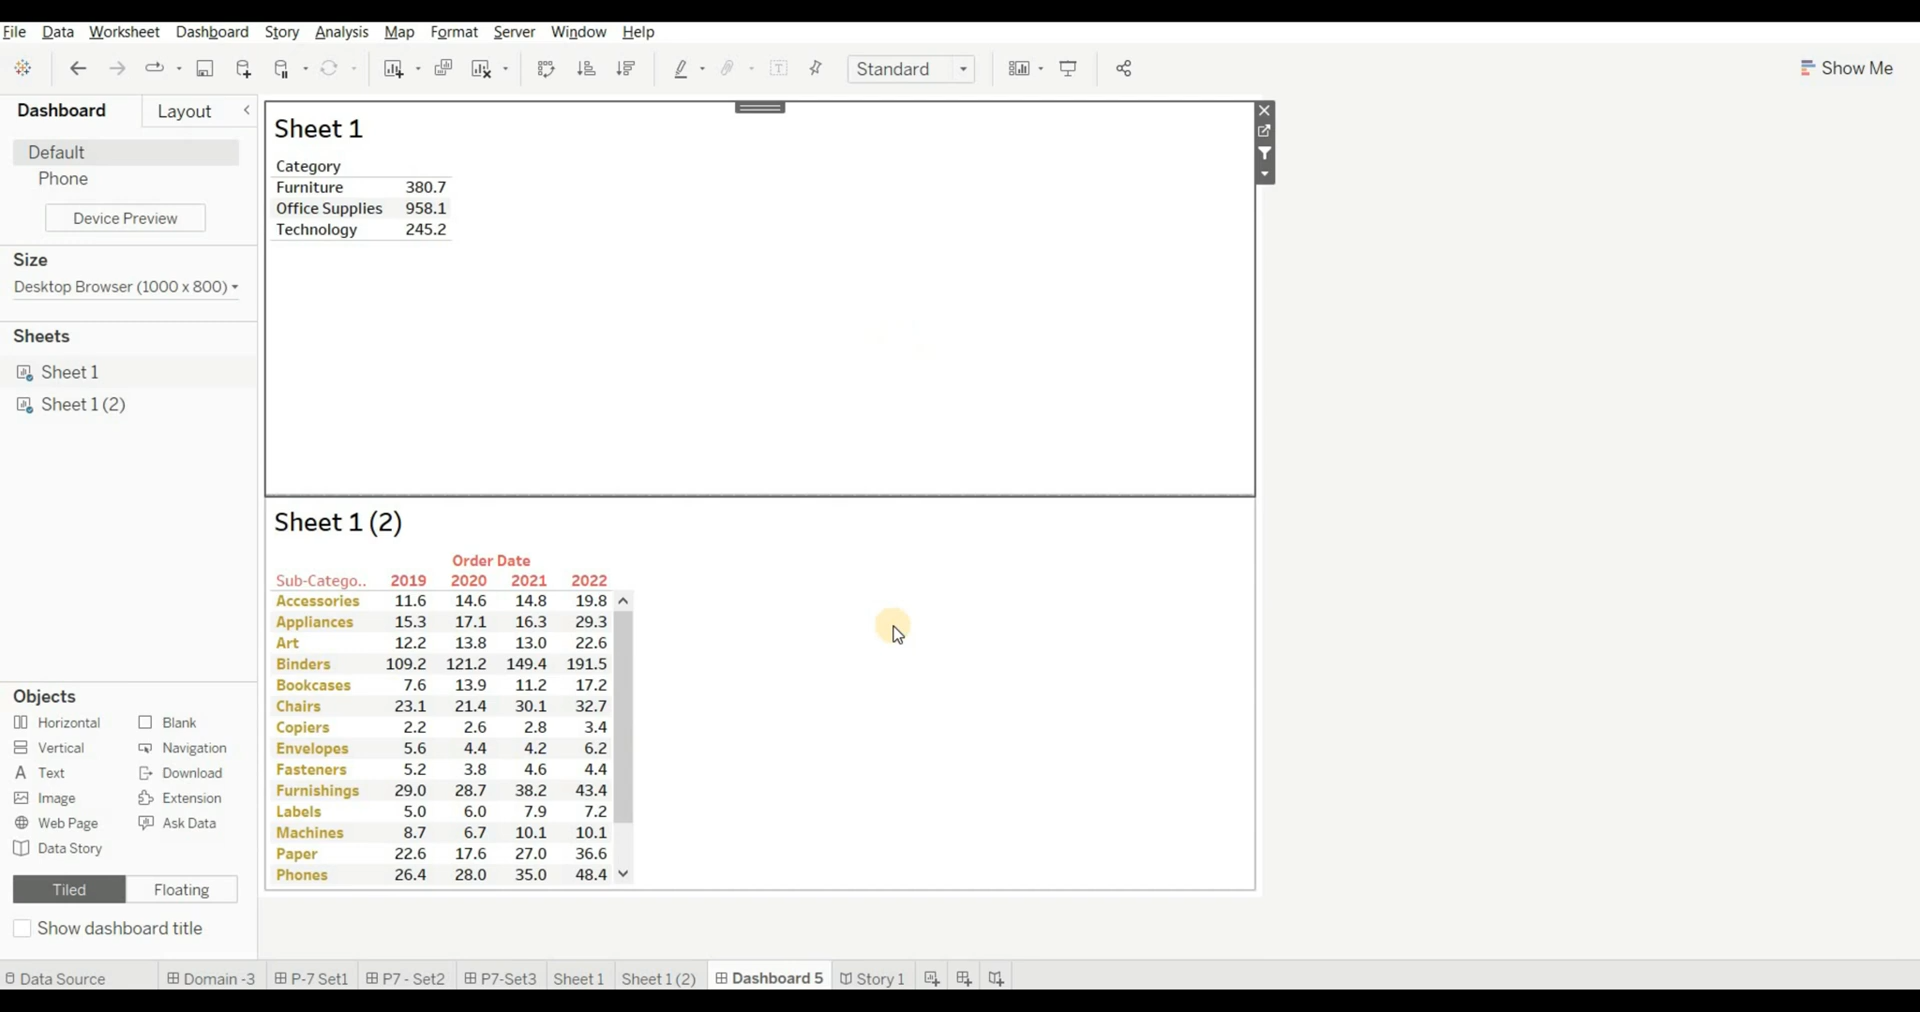 File Data Worksheet Dashboard Story Analysis Map Format Server Window Help
Standard
Show Me
Dashboard Layout
Default
Phone
Device Preview
Size
Desktop Browser (1000 x 800)
Sheets
Sheet 1
Sheet 1 (2)
Objects
Horizontal Blank
Vertical Navigation
Text Download
Image Extension
Web Page Ask Data
Data Story
Tiled Floating
Show dashboard title
Sheet 1
Category
Furniture 380.7
Office Supplies 958.1
Technology 245.2
Sheet 1 (2)
Order Date
Sub-Catego.. 2019 2020 2021 2022
Accessories 11.6 14.6 14.8 19.8
Appliances 15.3 17.1 16.3 29.3
Art 12.2 13.8 13.0 22.6
Binders 109.2 121.2 149.4 191.5
Bookcases 7.6 13.9 11.2 17.2
Chairs 23.1 21.4 30.1 32.7
Copiers 2.2 2.6 2.8 3.4
Envelopes 5.6 4.4 4.2 6.2
Fasteners 5.2 3.8 4.6 4.4
Furnishings 29.0 28.7 38.2 43.4
Labels 5.0 6.0 7.9 7.2
Machines 8.7 6.7 10.1 10.1
Paper 22.6 17.6 27.0 36.6
Phones 26.4 28.0 35.0 48.4
Data Source Domain -3 P-7 Set1 P7 - Set2 P7-Set3 Sheet 1 Sheet 1 (2) Dashboard 5 Story 1